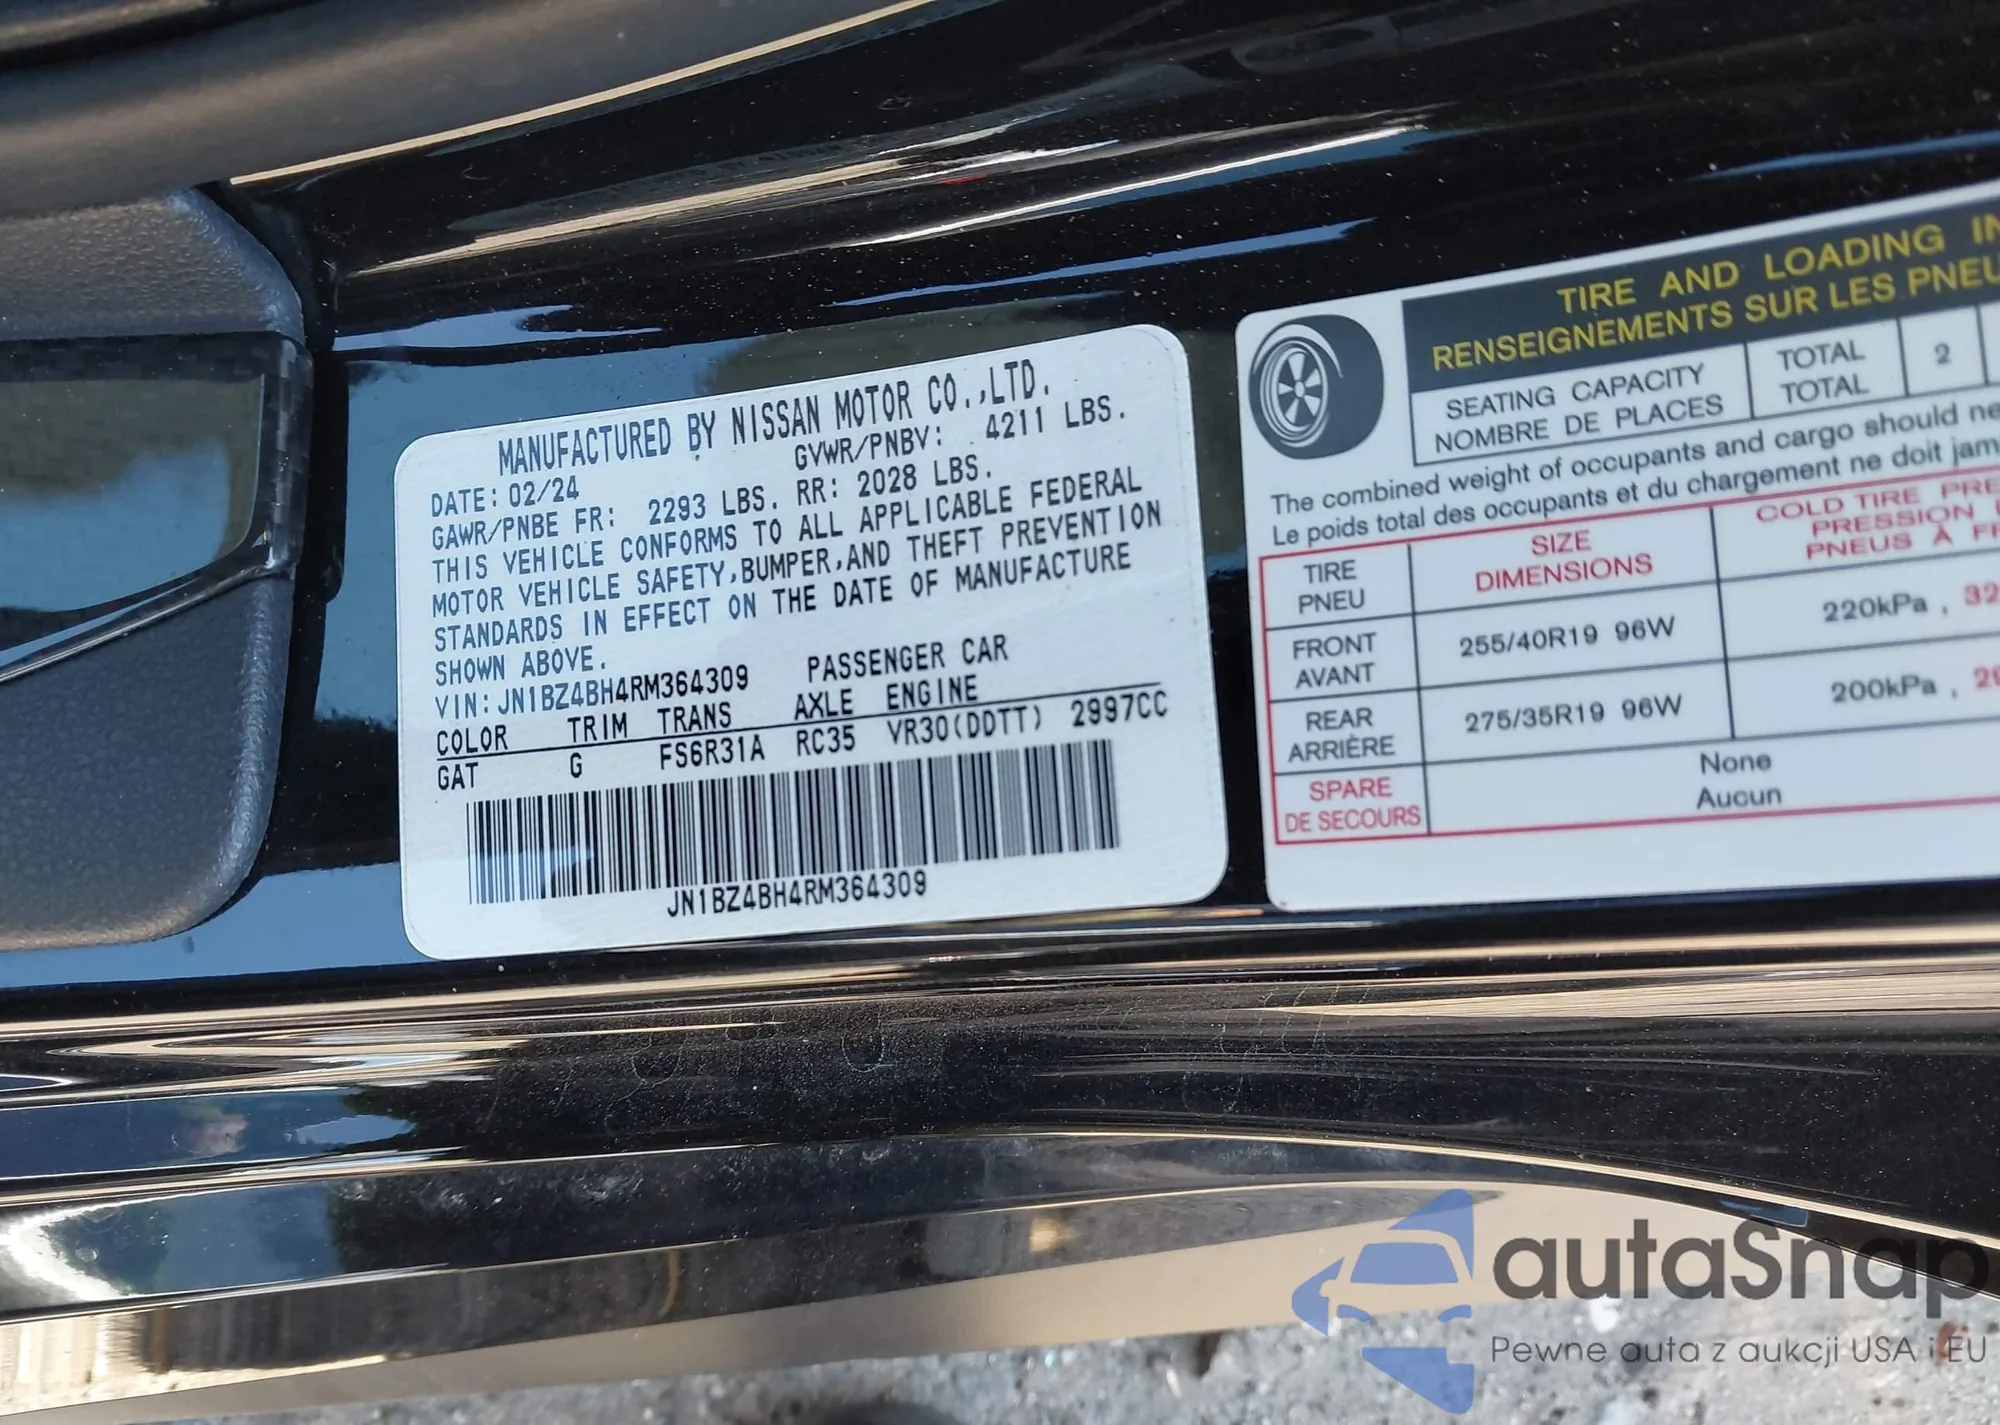 MANUFACTURED BY NISSAN MOTOR CO.,LTD.
DATE: 02/24 GVWR/PNBV: 4211 LBS.
GAWR/PNBE FR: 2293 LBS. RR: 2028 LBS.
THIS VEHICLE CONFORMS TO ALL APPLICABLE FEDERAL
MOTOR VEHICLE SAFETY,BUMPER,AND THEFT PREVENTION
STANDARDS IN EFFECT ON THE DATE OF MANUFACTURE
SHOWN ABOVE.
VIN:JN1BZ4BH4RM364309 PASSENGER CAR
COLOR TRIM TRANS AXLE ENGINE
GAT G FS6R31A RC35 VR30(DDTT) 2997CC
JN1BZ4BH4RM364309
TIRE AND LOADING
RENSEIGNEMENTS SUR LES
SEATING CAPACITY TOTAL 2
NOMBRE DE PLACES TOTAL
The combined weight of occupants and cargo should
Le poids total des occupants et du chargement ne doit
TIRE
PNEU
SIZE
DIMENSIONS
COLD TIRE
PRESSION
PNEUS À
FRONT
AVANT
255/40R19 96W 220kPa , 32
REAR
ARRIÈRE
275/35R19 96W 200kPa ,
SPARE
DE SECOURS
None
Aucun
autaSnap
Pewne auta z aukcji USA i EU